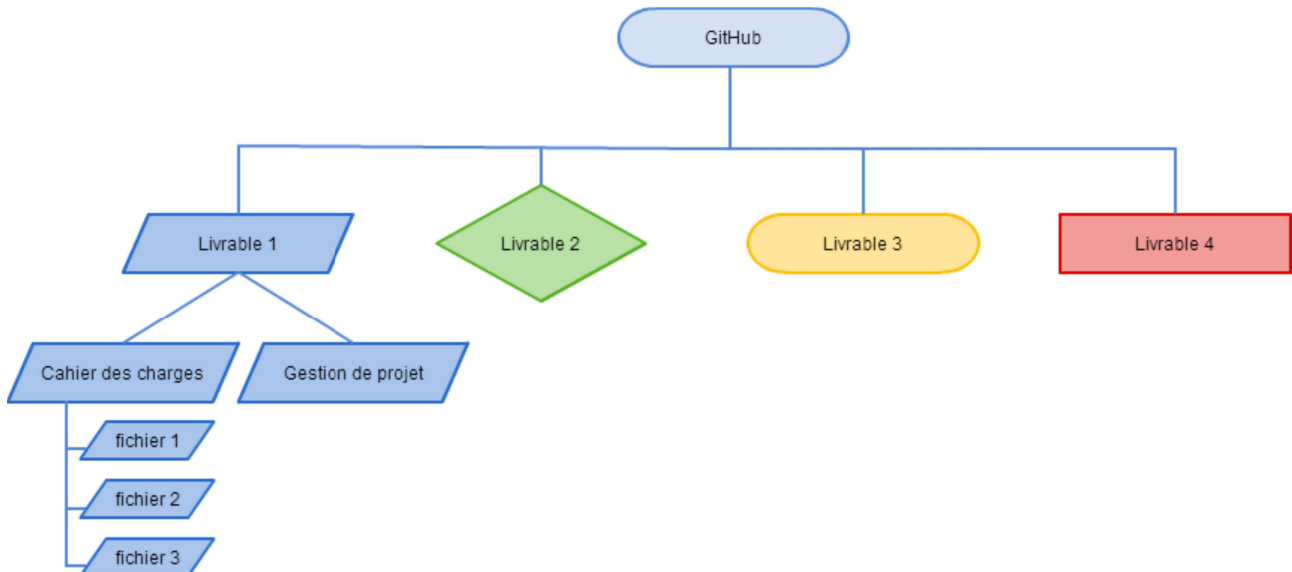 GitHub
Livrable 1
Livrable 2
Livrable 3
Livrable 4
Cahier des charges
Gestion de projet
fichier 1
fichier 2
fichier 3